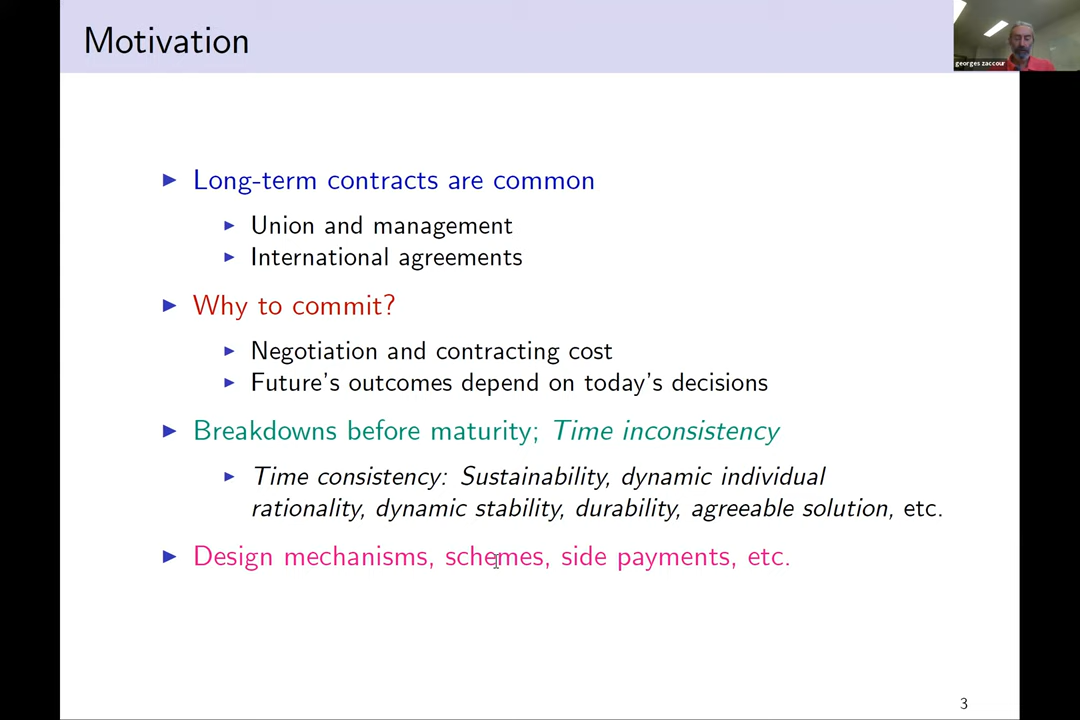 Motivation
georges zaccour
Long-term contracts are common
Union and management
International agreements
Why to commit?
Negotiation and contracting cost
Future's outcomes depend on today's decisions
Breakdowns before maturity; Time inconsistency
Time consistency: Sustainability, dynamic individual
rationality, dynamic stability, durability, agreeable solution, etc.
Design mechanisms, schemes, side payments, etc.
3